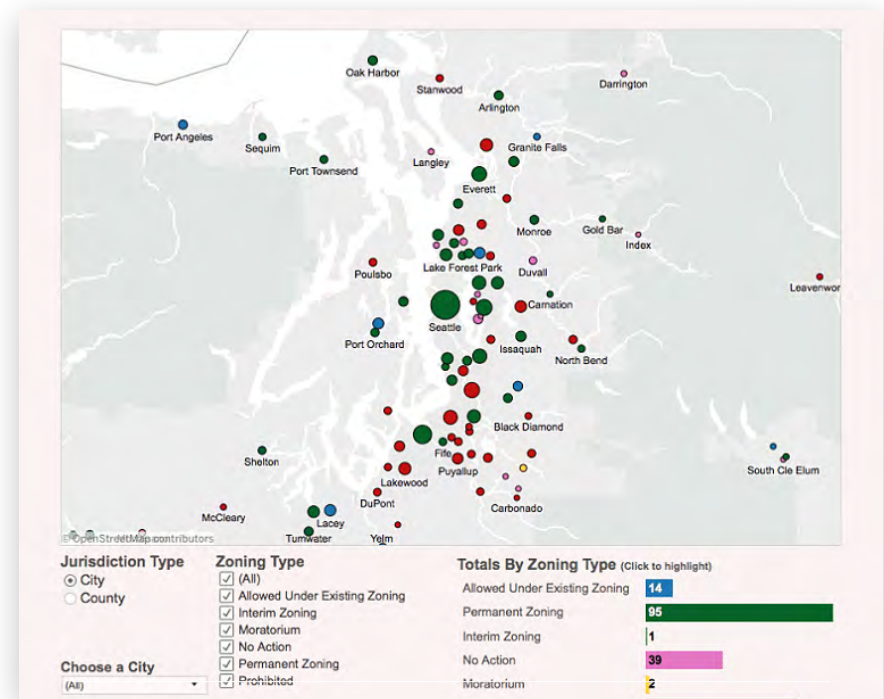 Oak Harbor
Stanwood
Darrington
Arlington
Port Angeles
Sequim
Granite Falls
Langley
Port Townsend
Everett
Monroe
Gold Bar
Index
Lake Forest Park
Duvall
Poulsbo
Leavenwor
Carnation
Seattle
Port Orchard
Issaquah
North Bend
Black Diamond
Shelton
Fife
Puyallup
South Cle Elum
Lakewood
DuPont
Carbonado
McCleary
Lacey
© OpenStreetMap contributors
Tumwater
Yelm
Jurisdiction Type
City
County
Choose a City
(All)
Zoning Type
(All)
Allowed Under Existing Zoning
Interim Zoning
Moratorium
No Action
Permanent Zoning
Prohibited
Totals By Zoning Type (Click to highlight)
Allowed Under Existing Zoning 14
Permanent Zoning 95
Interim Zoning 1
No Action 39
Moratorium 2